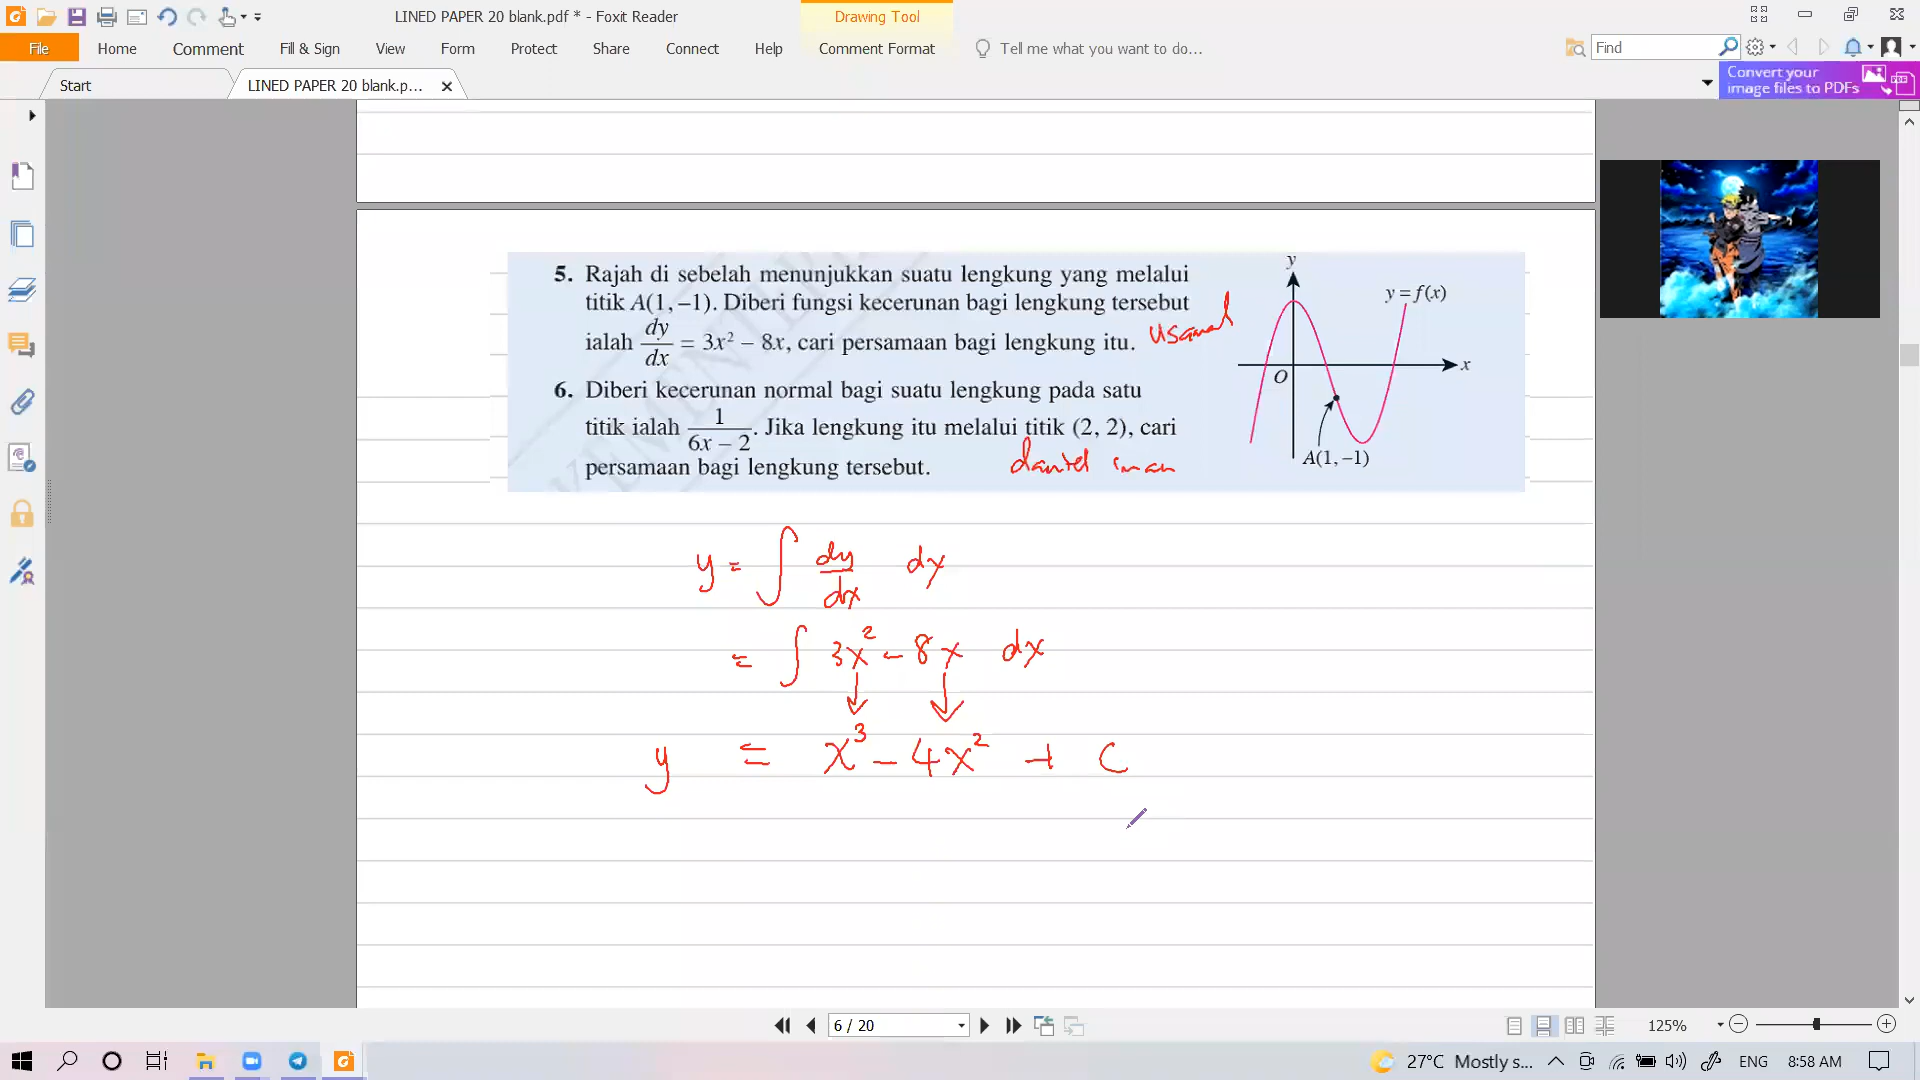 LINED PAPER 20 blank.pdf * - Foxit Reader
Drawing Tool
File Home Comment Fill & Sign View Form Protect Share Connect Help Comment Format Tell me what you want to do... Find
Start LINED PAPER 20 blank.p...
Convert your
image files to PDFs
5. Rajah di sebelah menunjukkan suatu lengkung yang melalui
titik A(1, –1). Diberi fungsi kecerunan bagi lengkung tersebut
ialah dy/dx = 3x² – 8x, cari persamaan bagi lengkung itu.
6. Diberi kecerunan normal bagi suatu lengkung pada satu
titik ialah 1/(6x – 2). Jika lengkung itu melalui titik (2, 2), cari
persamaan bagi lengkung tersebut. daniel iman
y
y = f(x)
O x
A(1, –1)
y = ∫ dy/dx dx
= ∫ 3x² - 8x dx
y = x³ - 4x² + c
6 / 20
125%
27°C Mostly s... ENG 8:58 AM